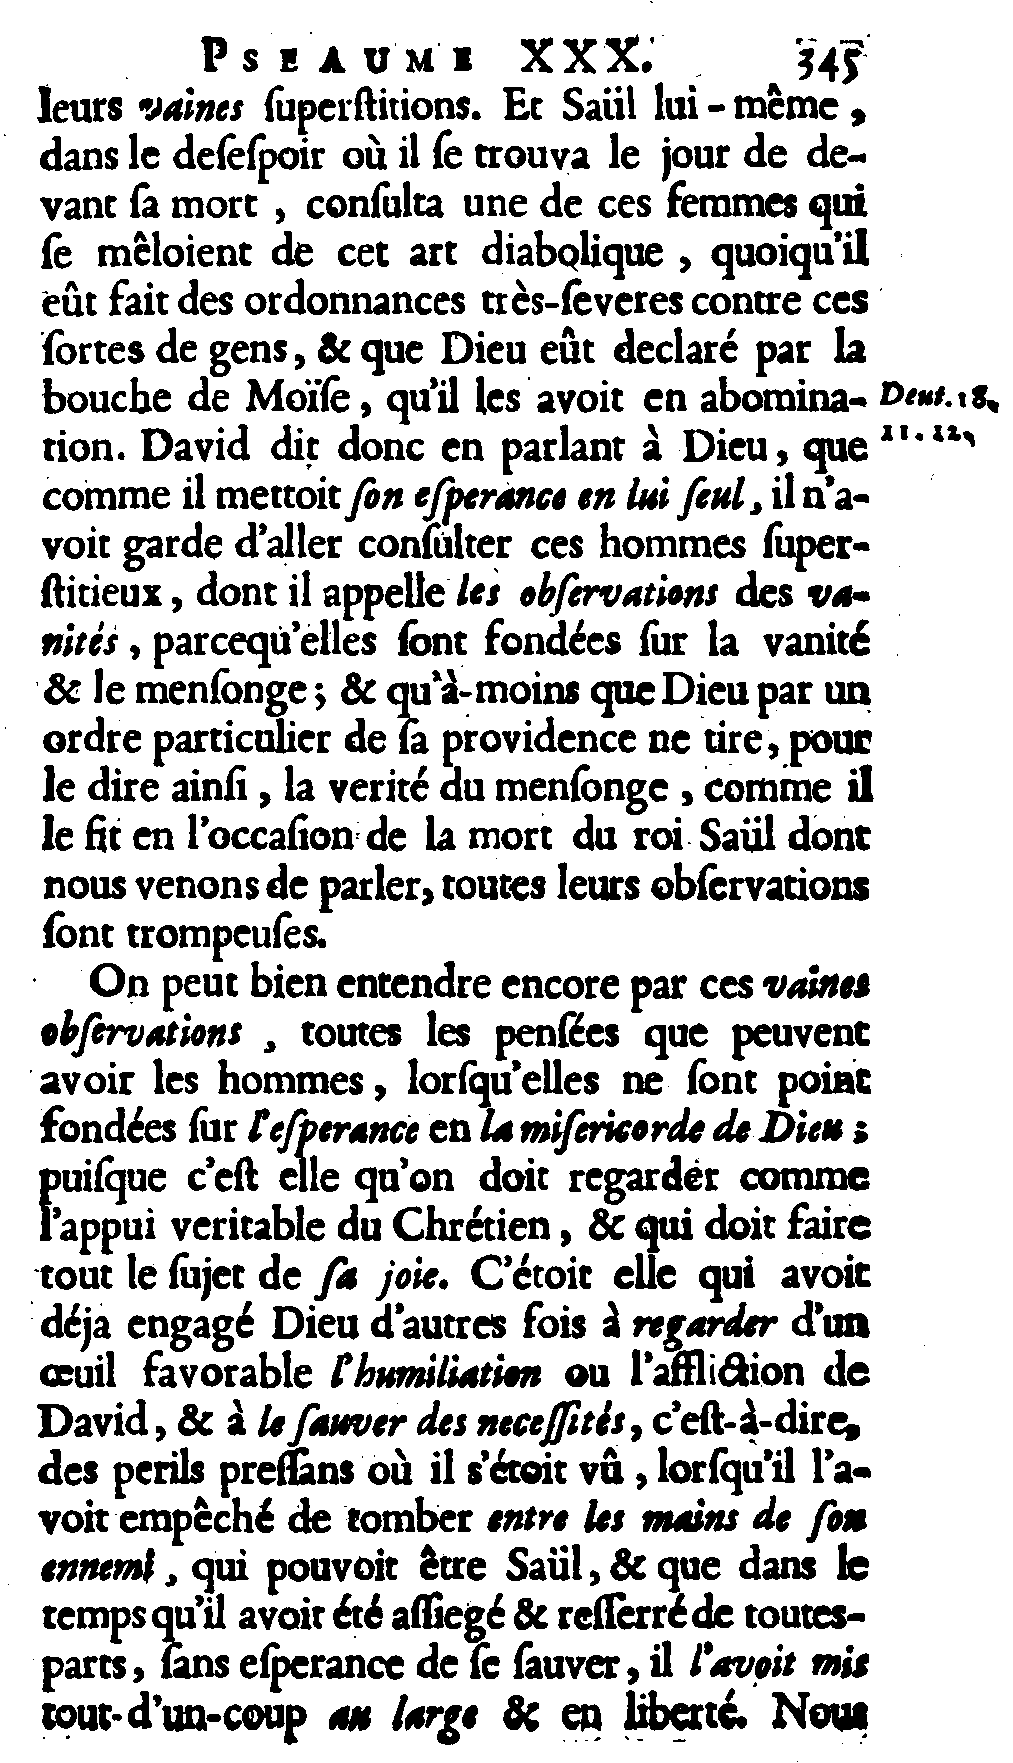 PSEAUME XXX. 345
leurs vaines ſuperſtitions. Et Saül lui-même,
dans le deſeſpoir où il ſe trouva le jour de de-
vant ſa mort, conſulta une de ces femmes qui
ſe mêloient de cet art diabolique, quoiqu'il
eût fait des ordonnances très-ſeveres contre ces
ſortes de gens, & que Dieu eût declaré par la
bouche de Moïſe, qu'il les avoit en abomina- Deut. 18.
tion. David dit donc en parlant à Dieu, que 11. 12.
comme il mettoit ſon eſperance en lui ſeul, il n'a-
voit garde d'aller conſulter ces hommes ſuper-
ſtitieux, dont il appelle les obſervations des va-
nités, parcequ'elles ſont fondées ſur la vanité
& le menſonge; & qu'à-moins que Dieu par un
ordre particulier de ſa providence ne tire, pour
le dire ainſi, la verité du menſonge, comme il
le fit en l'occaſion de la mort du roi Saül dont
nous venons de parler, toutes leurs obſervations
ſont trompeuſes.
On peut bien entendre encore par ces vaines
obſervations, toutes les penſées que peuvent
avoir les hommes, lorſqu'elles ne ſont point
fondées ſur l'eſperance en la miſericorde de Dieu;
puiſque c'eſt elle qu'on doit regarder comme
l'appui veritable du Chrétien, & qui doit faire
tout le ſujet de ſa joie. C'étoit elle qui avoit
déja engagé Dieu d'autres fois à regarder d'un
œuil favorable l'humiliation ou l'affliction de
David, & à le ſauver des neceſſités, c'eſt-à-dire,
des perils preſſans où il s'étoit vû, lorſqu'il l'a-
voit empêché de tomber entre les mains de ſon
ennemi, qui pouvoit être Saül, & que dans le
temps qu'il avoir été aſſiegé & reſſerré de toutes-
parts, ſans eſperance de ſe ſauver, il l'avoit mis
tout-d'un-coup au large & en liberté. Nous